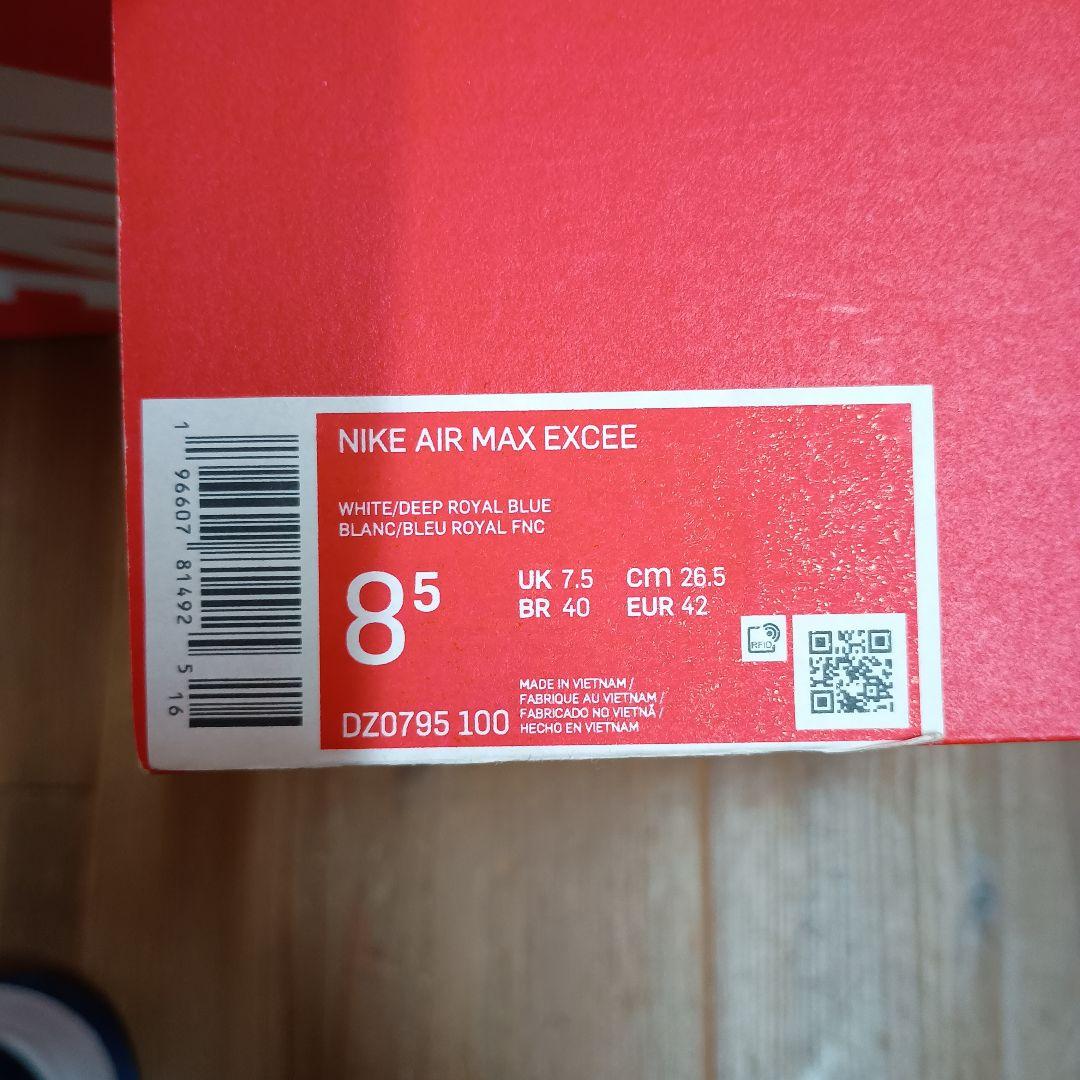 NIKE AIR MAX EXCEE
WHITE/DEEP ROYAL BLUE
BLANC/BLEU ROYAL FNC
8 5
UK 7.5 cm 26.5
BR 40 EUR 42
RFID
MADE IN VIETNAM /
FABRIQUE AU VIETNAM /
FABRICADO NO VIETNÃ /
HECHO EN VIETNAM
DZ0795 100
1 96607 81492 5 16